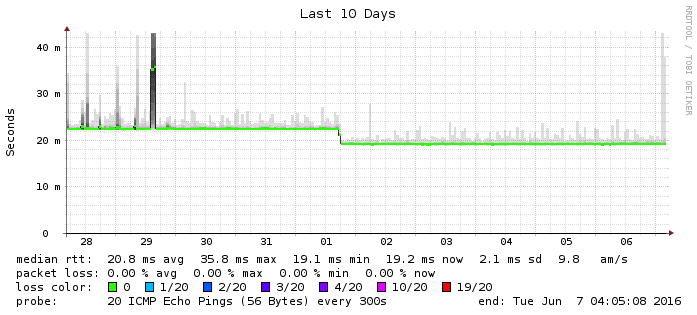 Last 10 Days
RRDTOOL / TOBI OETIKER
Seconds
40 m
30 m
20 m
10 m
0
28 29 30 31 01 02 03 04 05 06
median rtt: 20.8 ms avg 35.8 ms max 19.1 ms min 19.2 ms now 2.1 ms sd 9.8 am/s
packet loss: 0.00 % avg 0.00 % max 0.00 % min 0.00 % now
loss color: 0 1/20 2/20 3/20 4/20 10/20 19/20
probe: 20 ICMP Echo Pings (56 Bytes) every 300s end: Tue Jun 7 04:05:08 2016